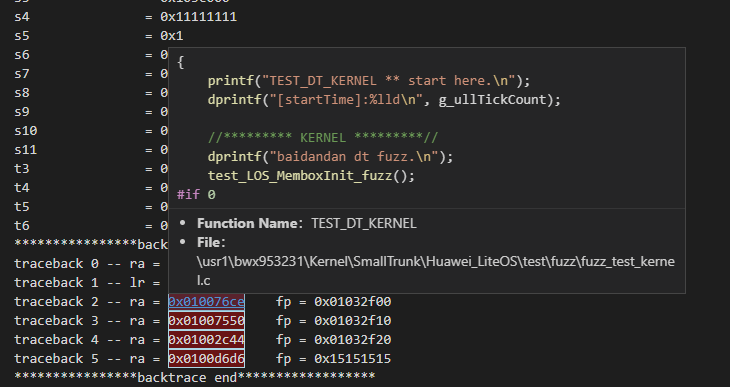 s4 = 0x11111111
s5 = 0x1
s6 = 0
s7 = 0
s8 = 0
s9 = 0
s10 = 0
s11 = 0
t3 = 0
t4 = 0
t5 = 0
t6 = 0
{
printf("TEST_DT_KERNEL ** start here.\n");
dprintf("[startTime]:%lld\n", g_ullTickCount);
//********* KERNEL *********//
dprintf("baidandan dt fuzz.\n");
test_LOS_MemboxInit_fuzz();
#if 0
• Function Name: TEST_DT_KERNEL
• File:
\usr1\bwx953231\Kernel\SmallTrunk\Huawei_LiteOS\test\fuzz\fuzz_test_kerne
l.c
*****************backt
traceback 0 -- ra =
traceback 1 -- lr =
traceback 2 -- ra = 0x010076ce fp = 0x01032f00
traceback 3 -- ra = 0x01007550 fp = 0x01032f10
traceback 4 -- ra = 0x01002c44 fp = 0x01032f20
traceback 5 -- ra = 0x0100d6d6 fp = 0x15151515
*****************backtrace end******************